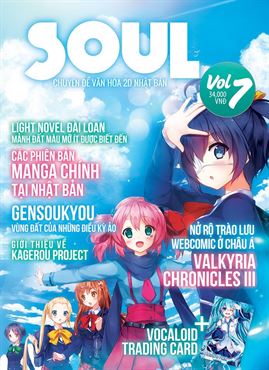 SOUL
CHUYÊN ĐỀ VĂN HÓA 2D NHẬT BẢN
Vol 7
34,000
VNĐ
LIGHT NOVEL ĐÀI LOAN
MẢNH ĐẤT MÀU MỠ ÍT ĐƯỢC BIẾT ĐẾN
CÁC PHIÊN BẢN
MANGA CHÍNH
TẠI NHẬT BẢN
GENSOUKYOU
VÙNG ĐẤT CỦA NHỮNG ĐIỀU KỲ ẢO
GIỚI THIỆU VỀ
KAGEROU PROJECT
NỞ RỘ TRÀO LƯU
WEBCOMIC Ở CHÂU Á
VALKYRIA
CHRONICLES III
+
VOCALOID
TRADING CARD